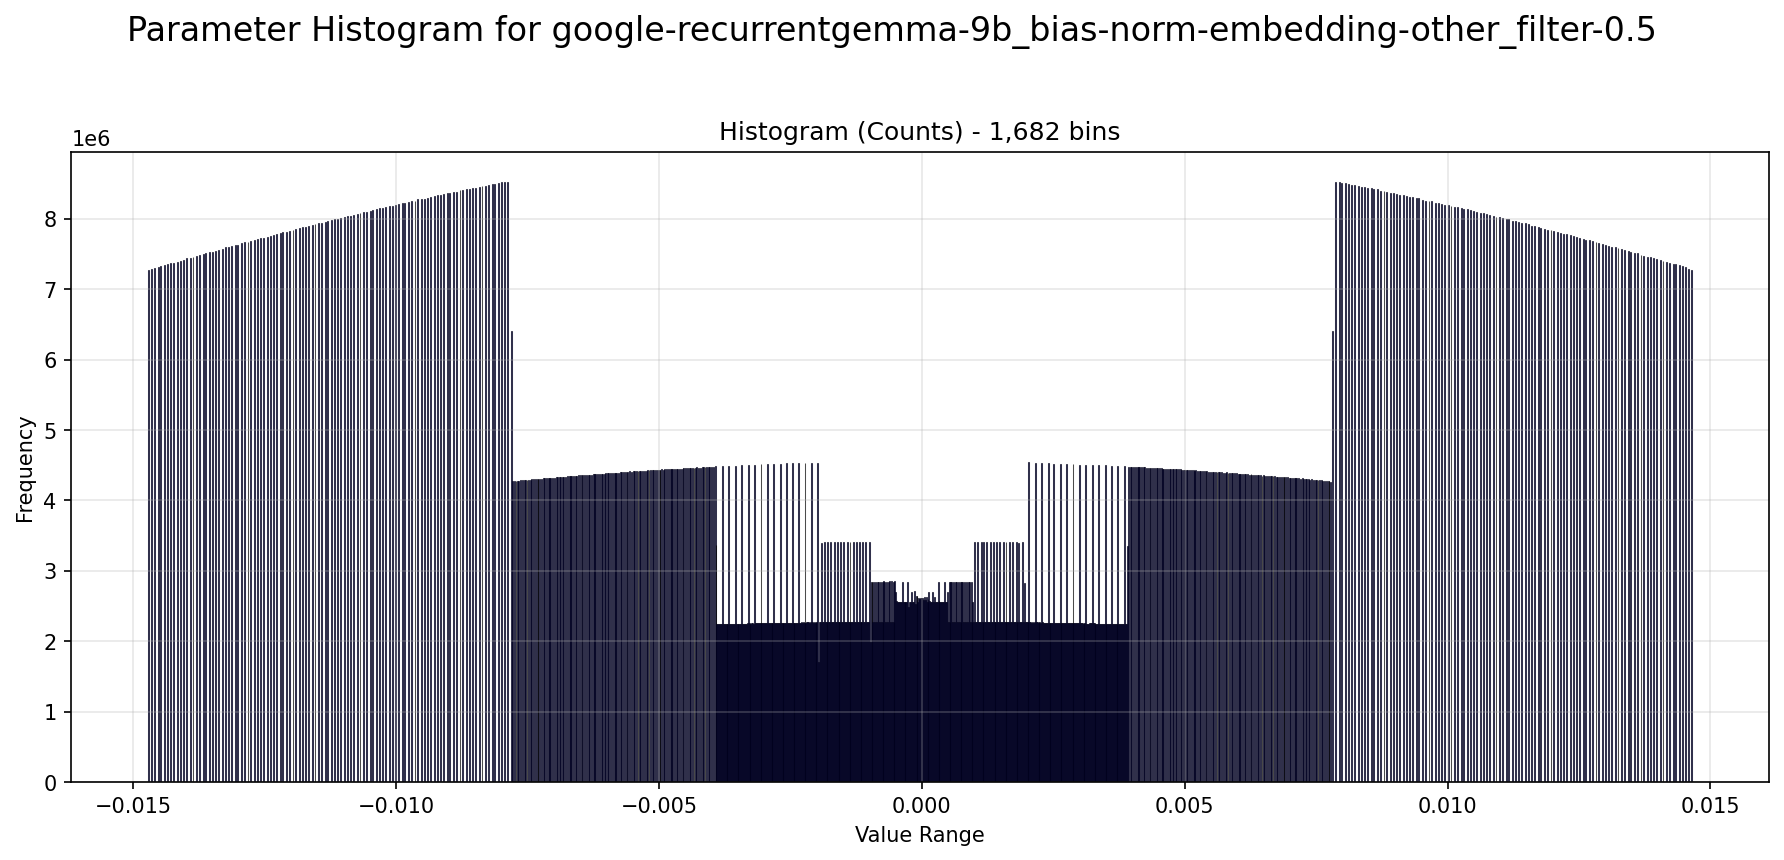 Parameter Histogram for google-recurrentgemma-9b_bias-norm-embedding-other_filter-0.5
Histogram (Counts) - 1,682 bins
1e6
8
7
6
5
4
3
2
1
0
Frequency
−0.015 −0.010 −0.005 0.000 0.005 0.010 0.015
Value Range